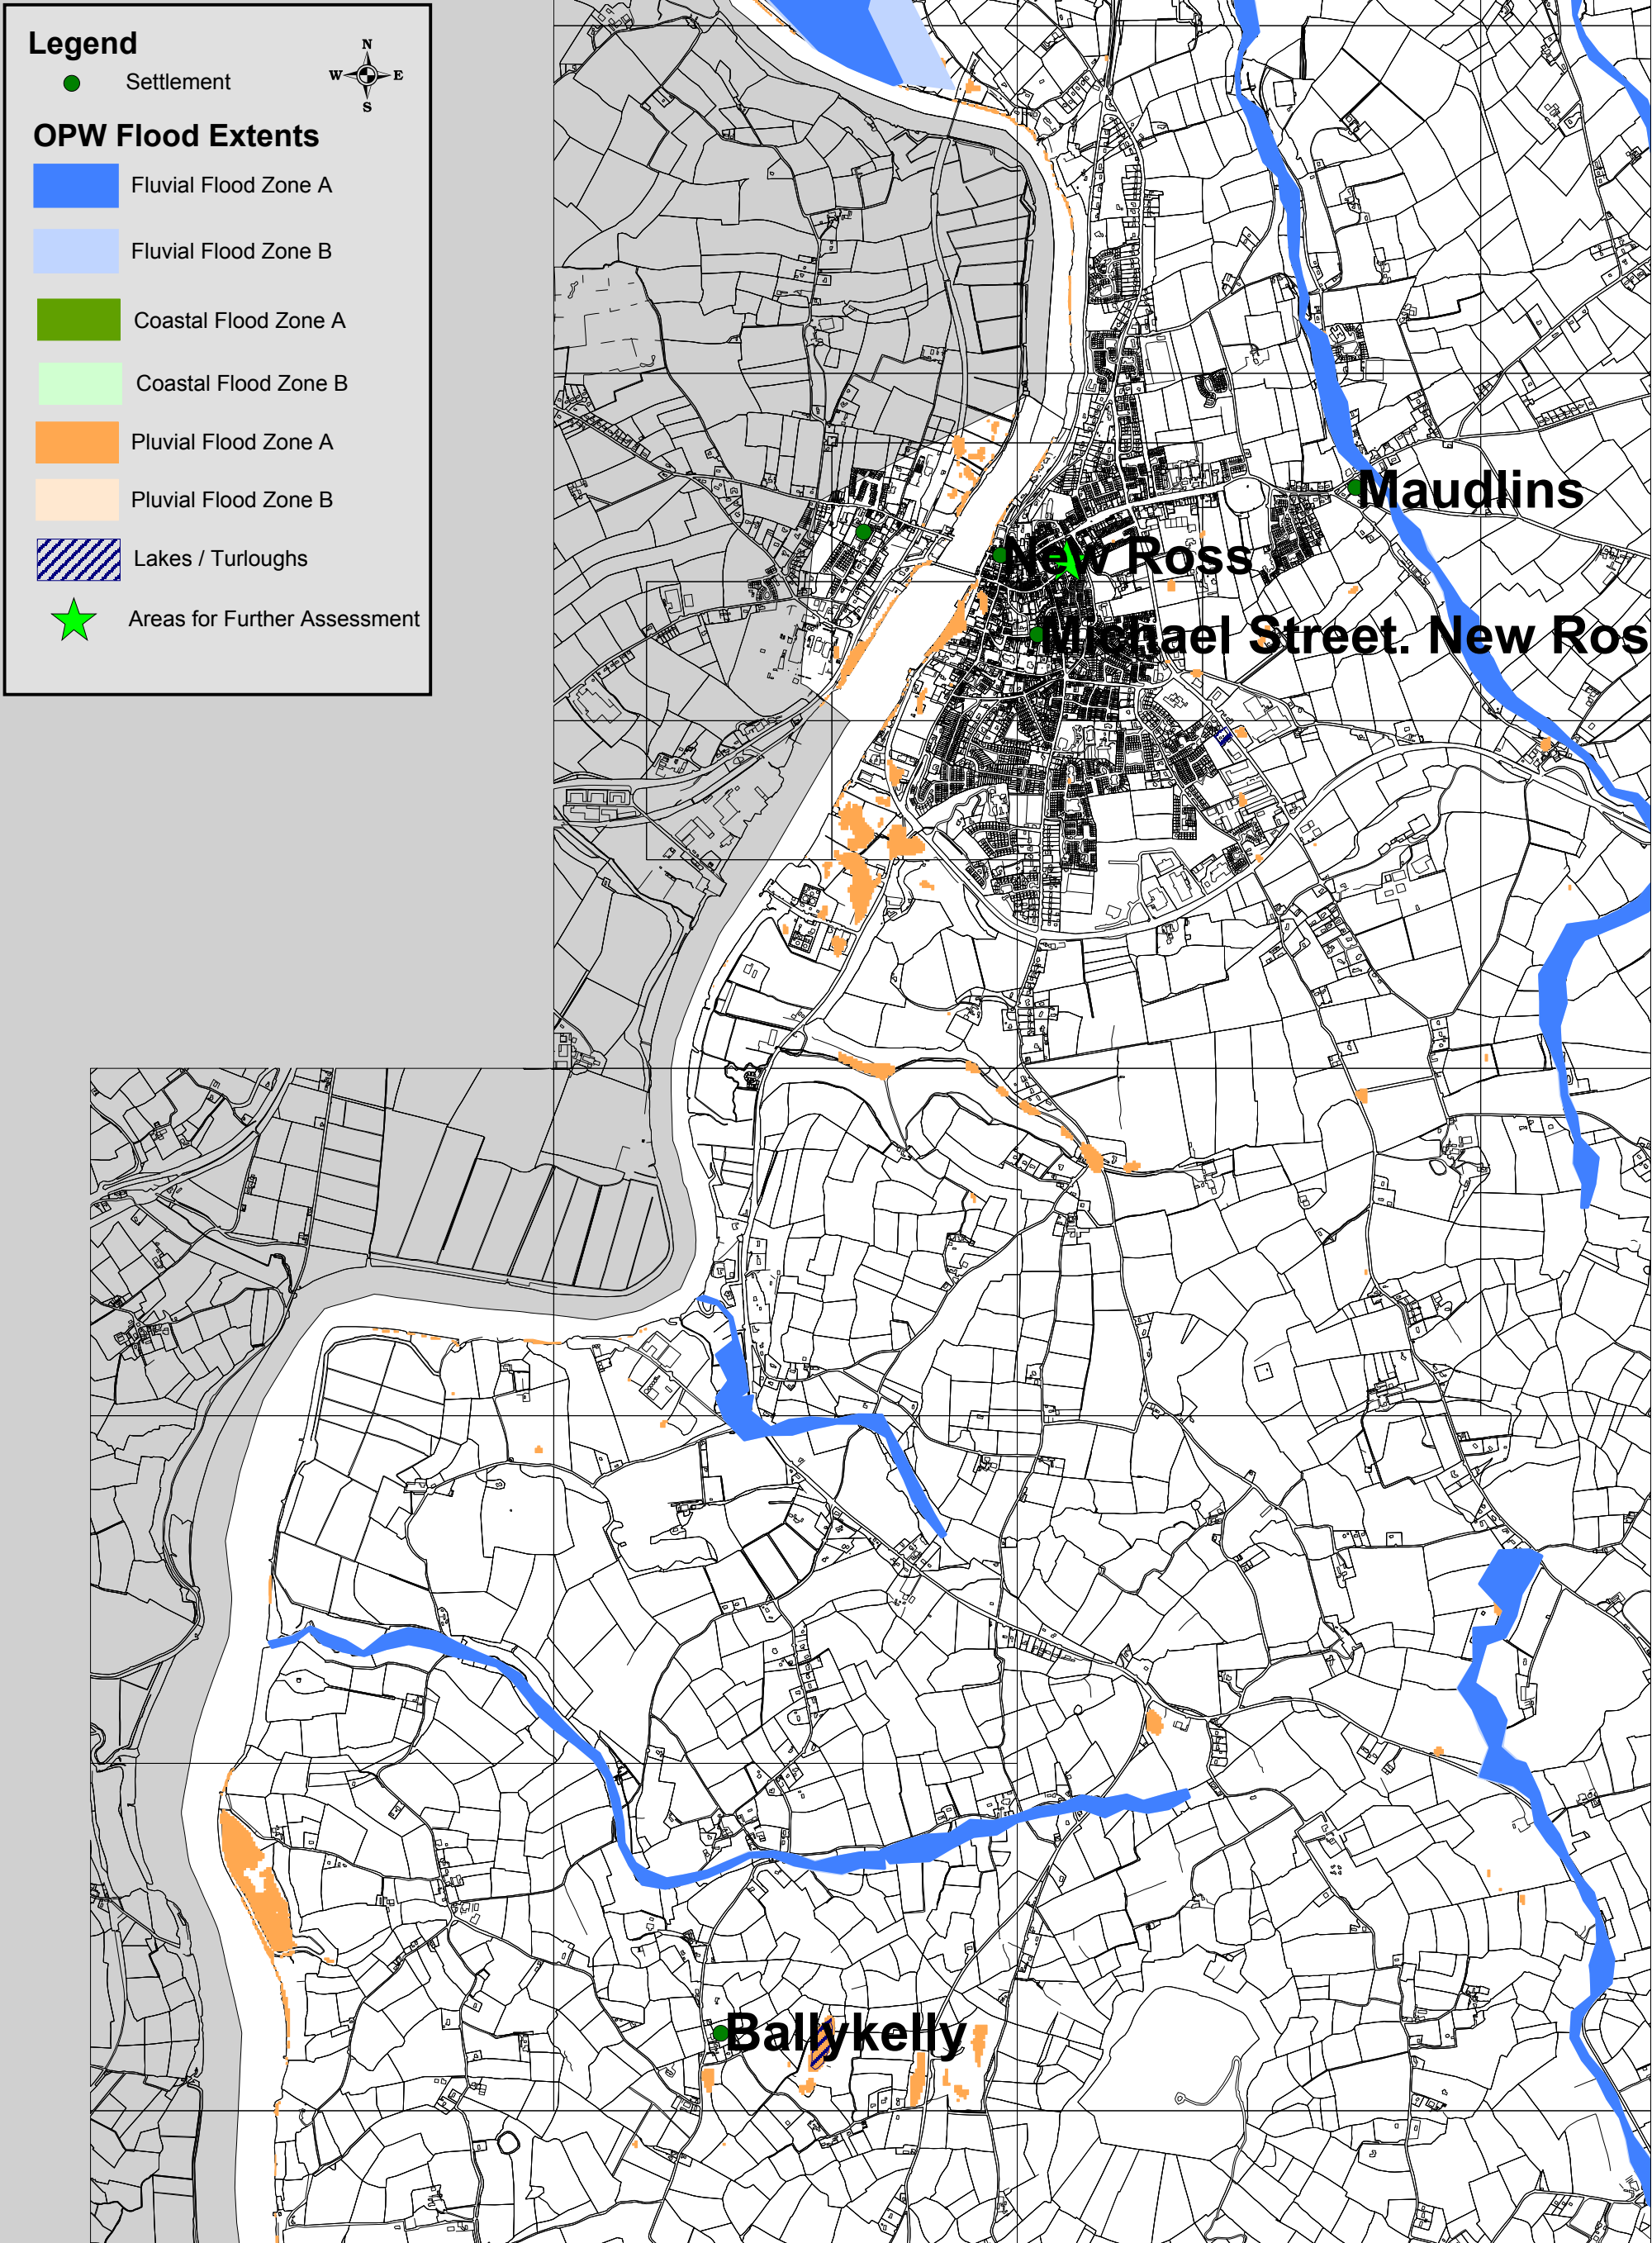 Legend
N
W E
S
Settlement
OPW Flood Extents
Fluvial Flood Zone A
Fluvial Flood Zone B
Coastal Flood Zone A
Coastal Flood Zone B
Pluvial Flood Zone A
Pluvial Flood Zone B
Lakes / Turloughs
Areas for Further Assessment
Maudlins
New Ross
Michael Street. New Ros
Ballykelly